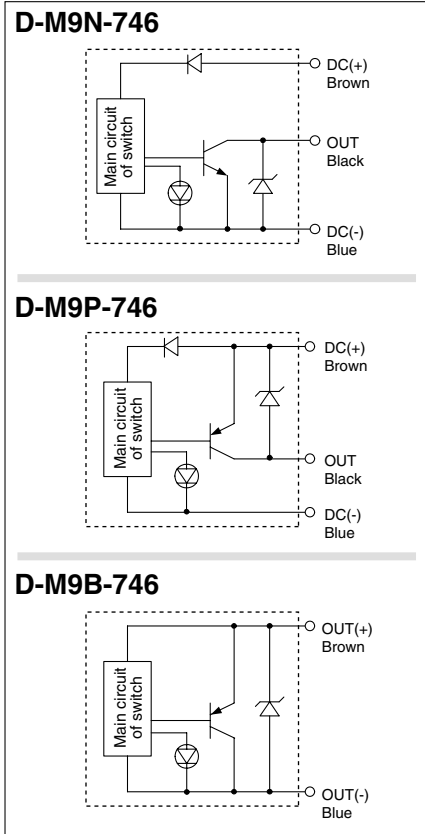 D-M9N-746
DC(+)
Brown
Main circuit
of switch
OUT
Black
DC(-)
Blue
D-M9P-746
DC(+)
Brown
Main circuit
of switch
OUT
Black
DC(-)
Blue
D-M9B-746
OUT(+)
Brown
Main circuit
of switch
OUT(-)
Blue